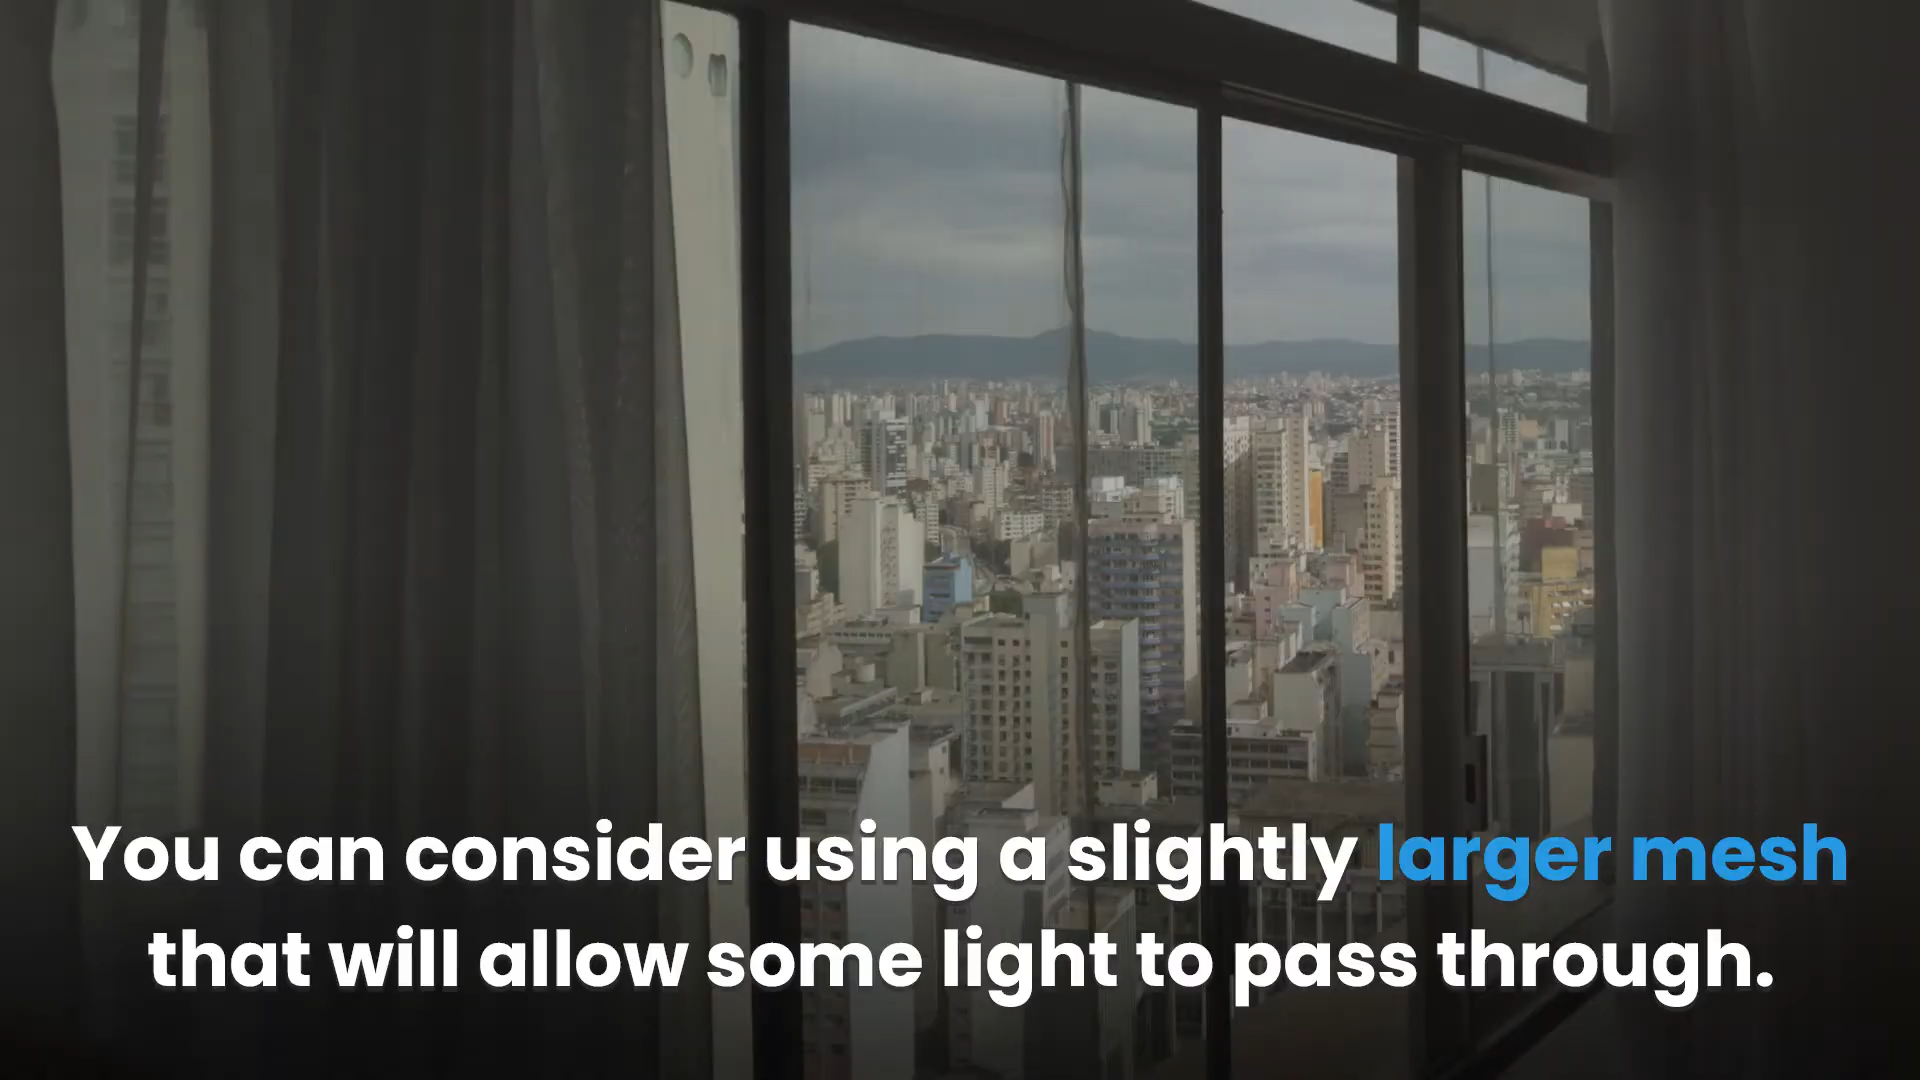 You can consider using a slightly larger mesh
that will allow some light to pass through.